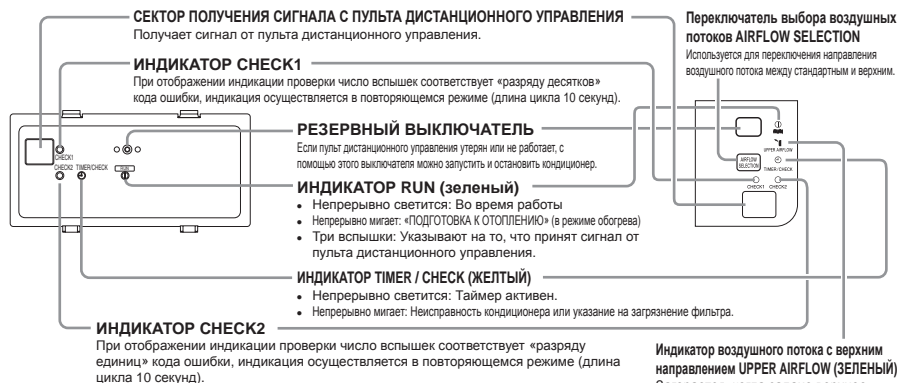 СЕКТОР ПОЛУЧЕНИЯ СИГНАЛА С ПУЛЬТА ДИСТАНЦИОННОГО УПРАВЛЕНИЯ
Получает сигнал от пульта дистанционного управления.
ИНДИКАТОР CHECK1
При отображении индикации проверки число вспышек соответствует «разряду десятков»
кода ошибки, индикация осуществляется в повторяющемся режиме (длина цикла 10 секунд).
РЕЗЕРВНЫЙ ВЫКЛЮЧАТЕЛЬ
Если пульт дистанционного управления утерян или не работает, с
помощью этого выключателя можно запустить и остановить кондиционер.
ИНДИКАТОР RUN (зеленый)
• Непрерывно светится: Во время работы
• Непрерывно мигает: «ПОДГОТОВКА К ОТОПЛЕНИЮ» (в режиме обогрева)
• Три вспышки: Указывают на то, что принят сигнал от
пульта дистанционного управления.
ИНДИКАТОР TIMER / CHECK (ЖЕЛТЫЙ)
• Непрерывно светится: Таймер активен.
• Непрерывно мигает: Неисправность кондиционера или указание на загрязнение фильтра.
ИНДИКАТОР CHECK2
При отображении индикации проверки число вспышек соответствует «разряду
единиц» кода ошибки, индикация осуществляется в повторяющемся режиме (длина
цикла 10 секунд).
CHECK1
CHECK2 TIMER/CHECK RUN
Переключатель выбора воздушных
потоков AIRFLOW SELECTION
Используется для переключения направления
воздушного потока между стандартным и верхним.
RUN
UPPER AIRFLOW
AIRFLOW
SELECTION
TIMER / CHECK
CHECK1 CHECK2
Индикатор воздушного потока с верхним
направлением UPPER AIRFLOW (ЗЕЛЕНЫЙ)